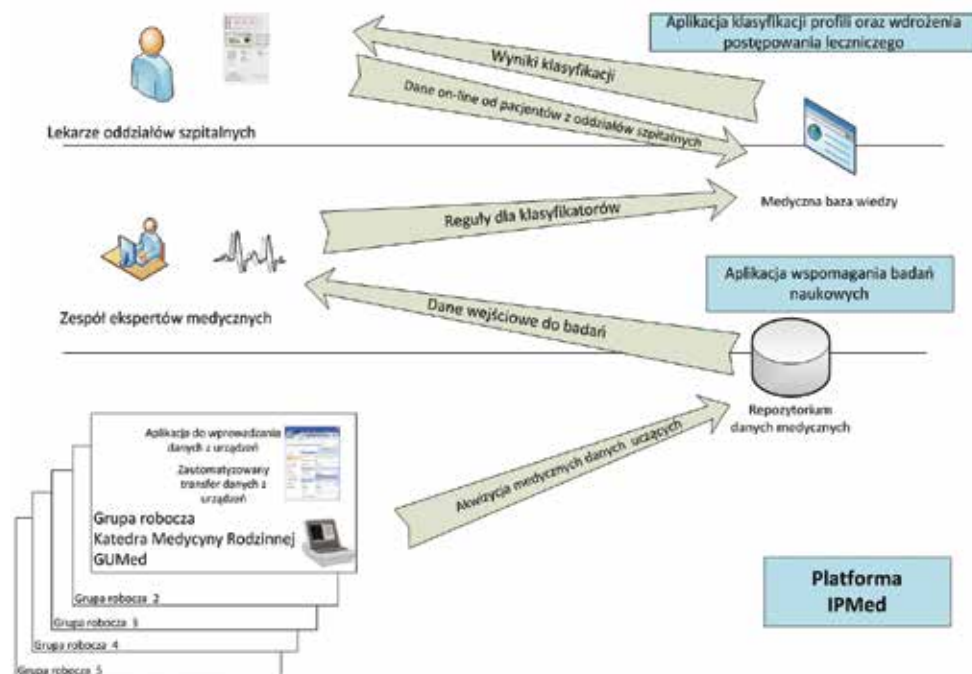 Aplikacja klasyfikacji profili oraz wdrożenia
postępowania leczniczego
Wyniki klasyfikacji
Dane on-line od pacjentów z oddziałów szpitalnych
Lekarze oddziałów szpitalnych
Medyczna baza wiedzy
Reguły dla klasyfikatorów
Aplikacja wspomagania badań
naukowych
Zespół ekspertów medycznych
Dane wejściowe do badań
Repozytorium
danych medycznych
Akwizycja medycznych danych uczących
Aplikacja do wprowadzania
danych z urządzeń
Zautomatyzowany
transfer danych z
urządzeń
Grupa robocza
Katedra Medycyny Rodzinnej
GUMed
Grupa robocza 2
Grupa robocza 3
Grupa robocza 4
Grupa robocza 5
Platforma
IPMed